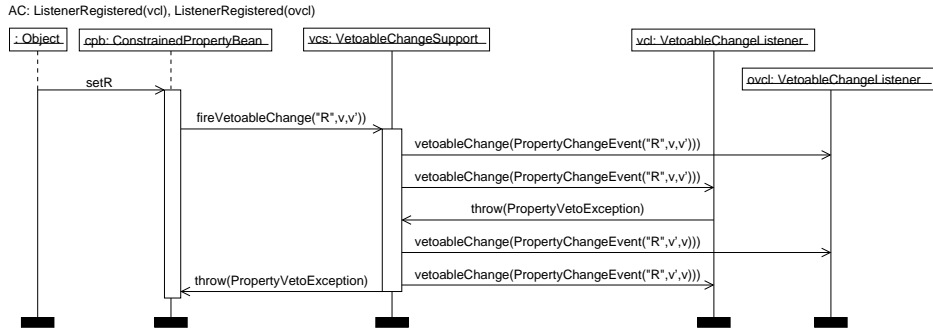 AC: ListenerRegistered(vcl), ListenerRegistered(ovcl)
: Object
cpb: ConstrainedPropertyBean
vcs: VetoableChangeSupport
vcl: VetoableChangeListener
ovcl: VetoableChangeListener
setR
fireVetoableChange("R",v,v'))
vetoableChange(PropertyChangeEvent("R",v,v')))
vetoableChange(PropertyChangeEvent("R",v,v')))
throw(PropertyVetoException)
vetoableChange(PropertyChangeEvent("R",v',v)))
throw(PropertyVetoException)
vetoableChange(PropertyChangeEvent("R",v',v)))